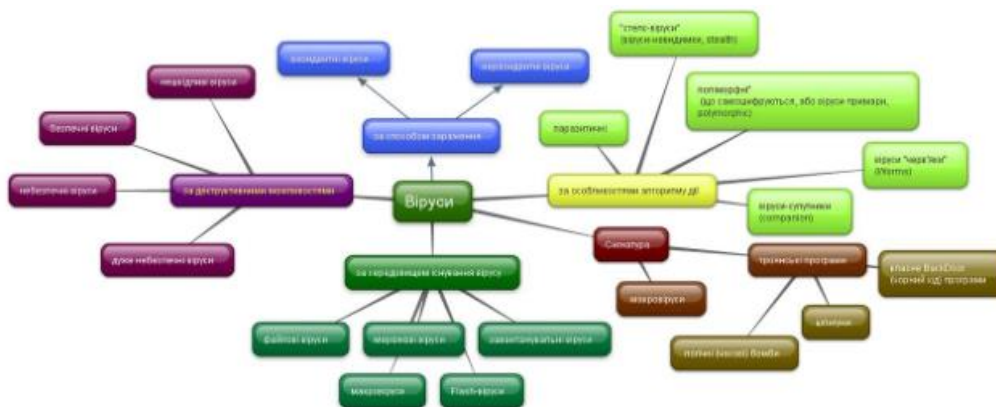 "стелс-віруси"
(віруси-невидимки, stealth)
резидентні віруси
нерезидентні віруси
нешкідливі віруси
поліморфні"
(що самошифруються, або віруси примари,
polymorphic)
безпечні віруси
за способом зараження
паразитичні
віруси "черв'яки"
(Worms)
небезпечні віруси
за деструктивними можливостями
Віруси
за особливостями алгоритму дії
віруси-супутники
(companion)
Сигнатура
дуже небезпечні віруси
за середовищем існування вірусу
троянські програми
власне BackDoor
(чорний хід) програми
макровіруси
шпигуни
файлові віруси
мережеві віруси
завантажувальні віруси
логічні (часові) бомби
макровіруси
Flash-віруси